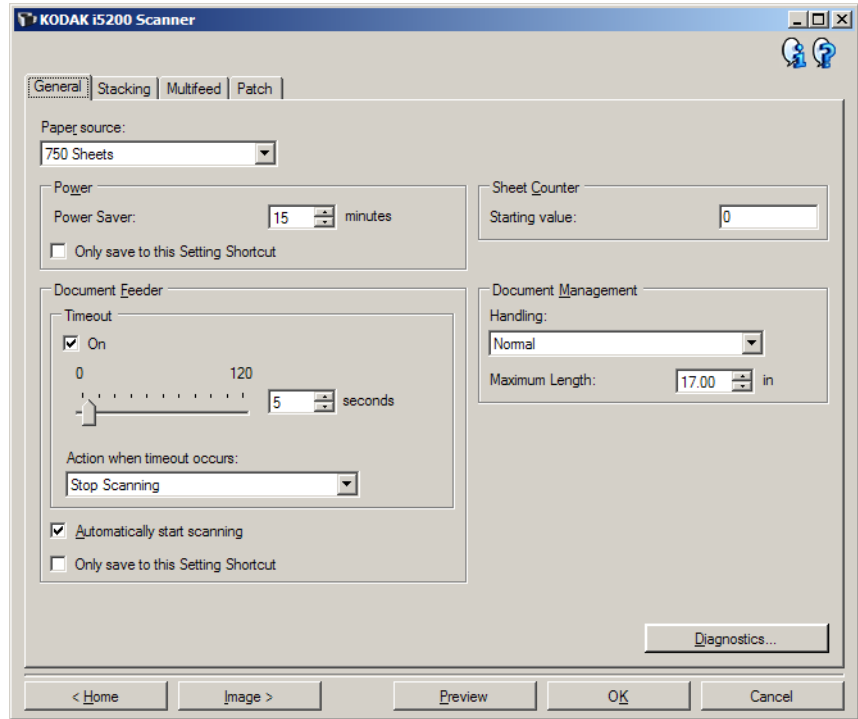 KODAK i5200 Scanner
General Stacking Multifeed Patch
Paper source:
750 Sheets
Power
Power Saver: 15 minutes
Only save to this Setting Shortcut
Sheet Counter
Starting value: 0
Document Feeder
Timeout
On
0 120
5 seconds
Action when timeout occurs:
Stop Scanning
Automatically start scanning
Only save to this Setting Shortcut
Document Management
Handling:
Normal
Maximum Length: 17.00 in
Diagnostics...
< Home Image > Preview OK Cancel